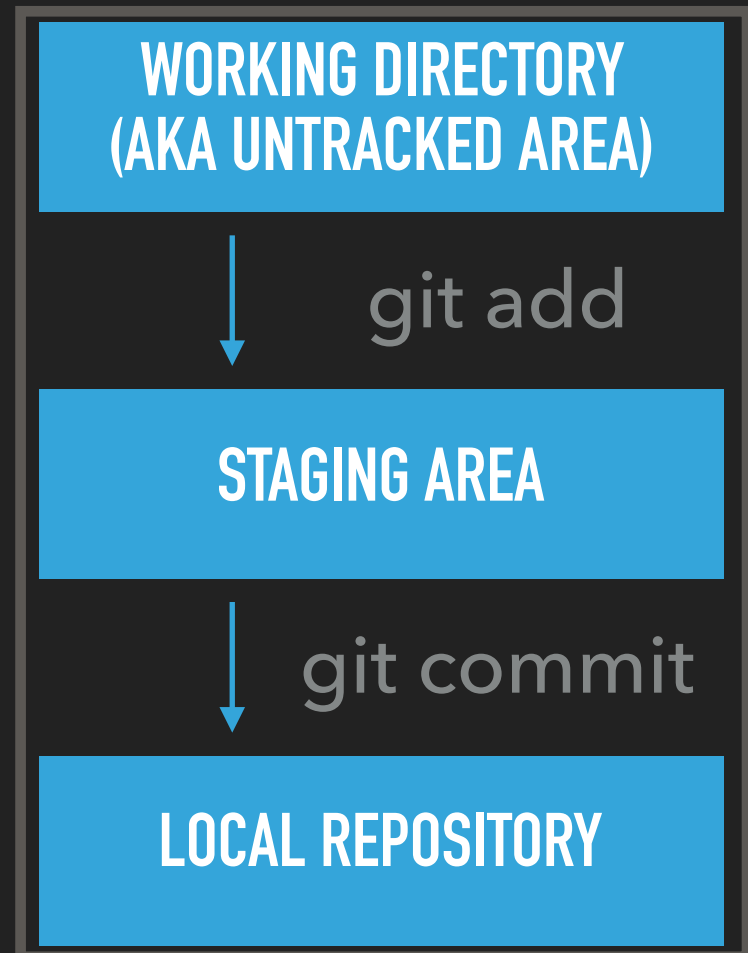 WORKING DIRECTORY
(AKA UNTRACKED AREA)
git add
STAGING AREA
git commit
LOCAL REPOSITORY